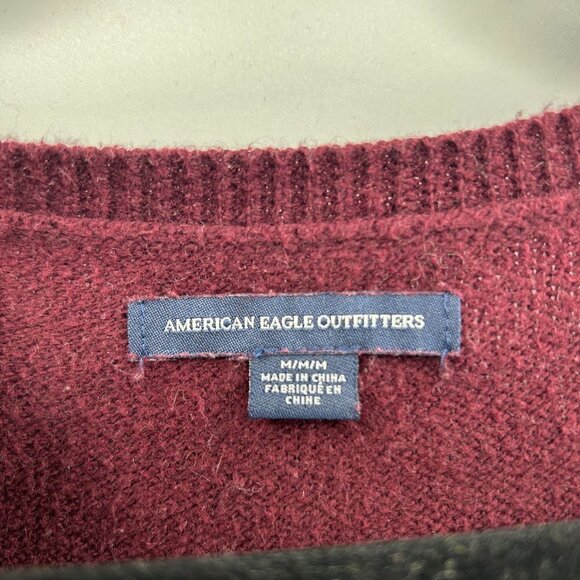 AMERICAN EAGLE OUTFITTERS
M/M/M
MADE IN CHINA
FABRIQUÉ EN
CHINE